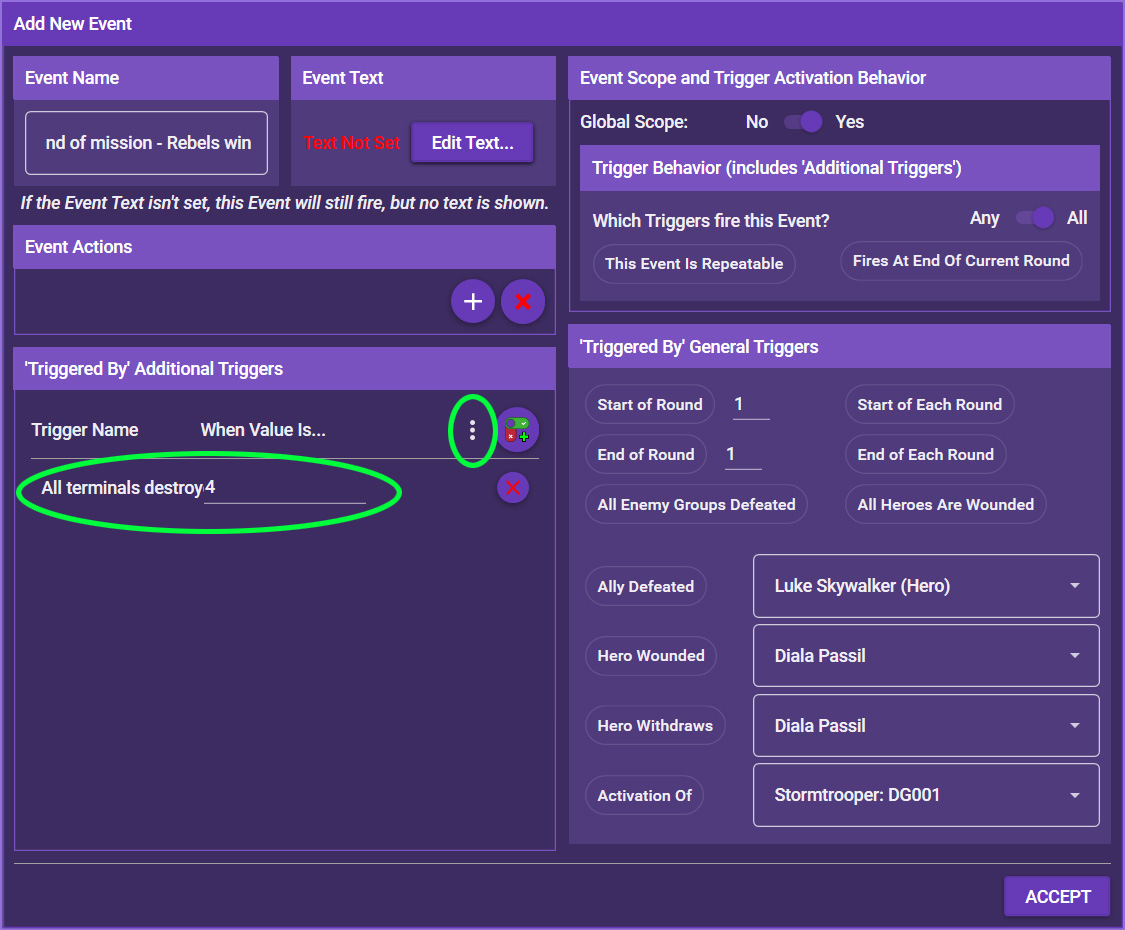 Add New Event
Event Name
nd of mission - Rebels win
Event Text
Text Not Set
Edit Text...
If the Event Text isn't set, this Event will still fire, but no text is shown.
Event Actions
'Triggered By' Additional Triggers
Trigger Name When Value Is...
All terminals destroy 4
Event Scope and Trigger Activation Behavior
Global Scope: No Yes
Trigger Behavior (includes 'Additional Triggers')
Which Triggers fire this Event? Any All
This Event Is Repeatable Fires At End Of Current Round
'Triggered By' General Triggers
Start of Round 1 Start of Each Round
End of Round 1 End of Each Round
All Enemy Groups Defeated All Heroes Are Wounded
Ally Defeated Luke Skywalker (Hero)
Hero Wounded Diala Passil
Hero Withdraws Diala Passil
Activation Of Stormtrooper: DG001
ACCEPT